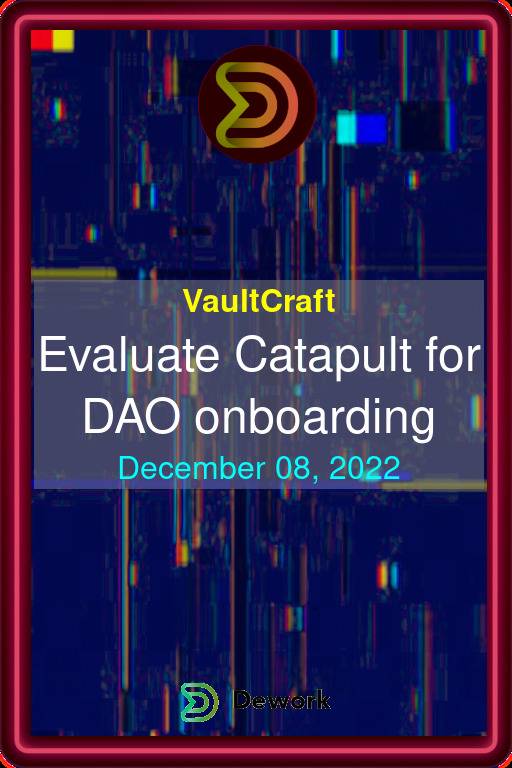 VaultCraft
Evaluate Catapult for
DAO onboarding
December 08, 2022
Dework